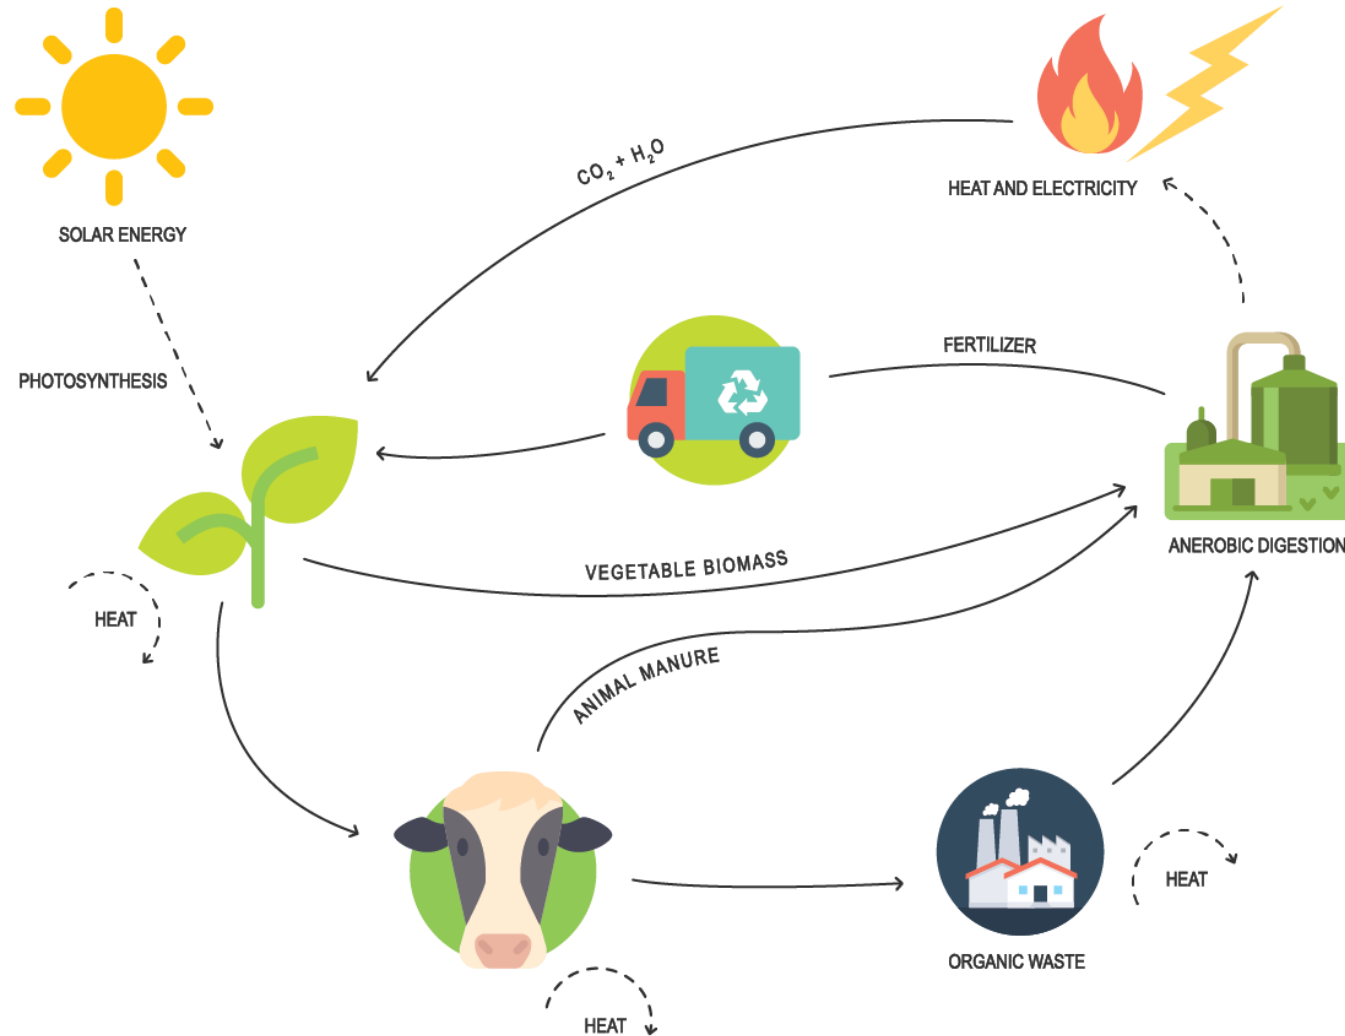 CO₂ + H₂O
HEAT AND ELECTRICITY
SOLAR ENERGY
FERTILIZER
PHOTOSYNTHESIS
ANEROBIC DIGESTION
VEGETABLE BIOMASS
HEAT
ANIMAL MANURE
HEAT
ORGANIC WASTE
HEAT